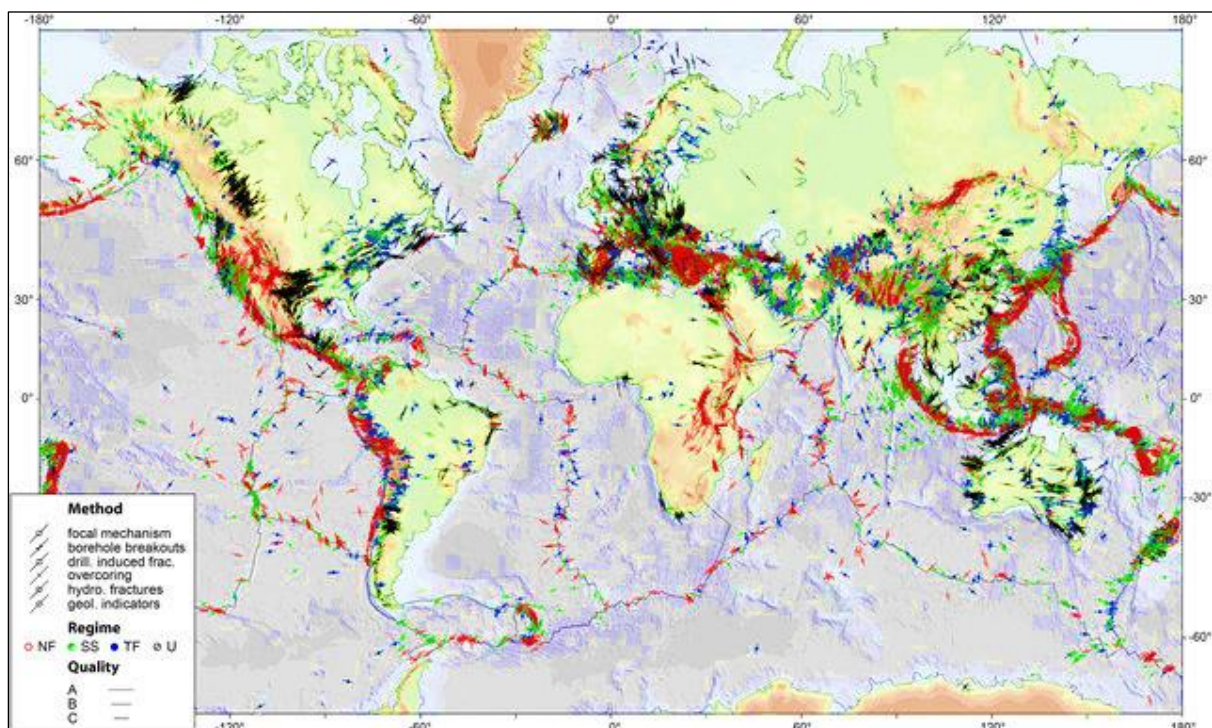 -180° -120° -60° 0° 60° 120° 180°
60° 60°
30° 30°
0° 0°
-30°
-60°
Method
focal mechanism
borehole breakouts
drill. induced frac.
overcoring
hydro. fractures
geol. indicators
Regime
NF SS TF U
Quality
A
B
C
-120° -60° 0° 60° 120° 180°